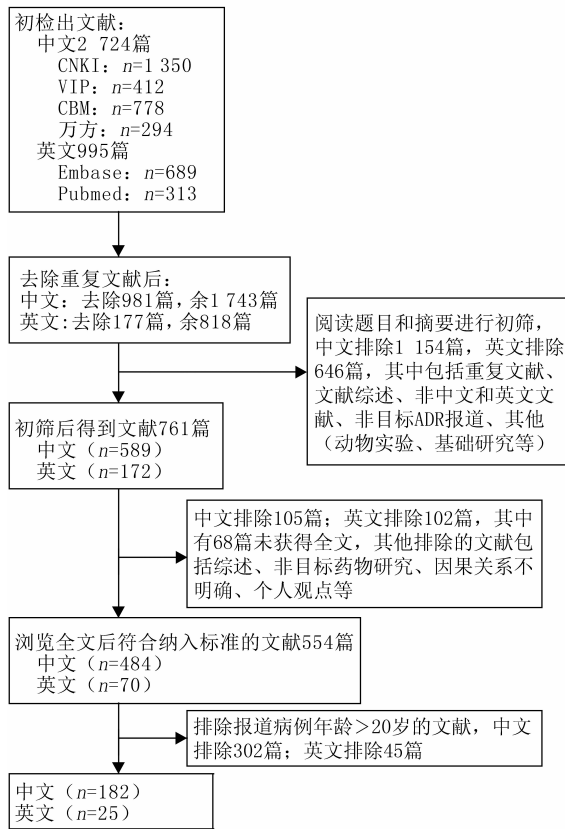 初检出文献：
中文2 724篇
CNKI：n=1 350
VIP：n=412
CBM：n=778
万方：n=294
英文995篇
Embase：n=689
Pubmed：n=313
去除重复文献后：
中文：去除981篇，余1 743篇
英文：去除177篇，余818篇
阅读题目和摘要进行初筛，
中文排除1 154篇，英文排除
646篇，其中包括重复文献、
文献综述、非中文和英文文
献、非目标ADR报道、其他
（动物实验、基础研究等）
初筛后得到文献761篇
中文（n=589）
英文（n=172）
中文排除105篇；英文排除102篇，其中
有68篇未获得全文，其他排除的文献包
括综述、非目标药物研究、因果关系不
明确、个人观点等
浏览全文后符合纳入标准的文献554篇
中文（n=484）
英文（n=70）
排除报道病例年龄＞20岁的文献，中文
排除302篇；英文排除45篇
中文（n=182）
英文（n=25）